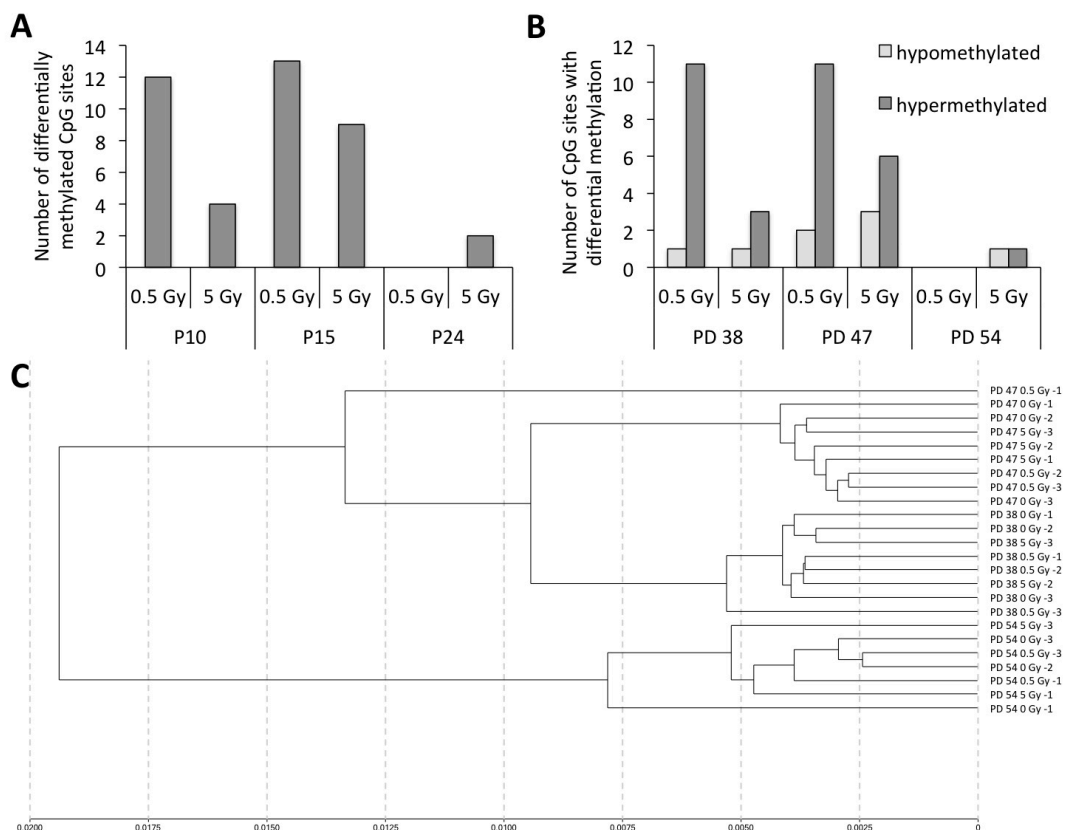 A
Number of differentially
methylated CpG sites
14
12
10
8
6
4
2
0
0.5 Gy
5 Gy
0.5 Gy
5 Gy
0.5 Gy
5 Gy
P10
P15
P24
B
Number of CpG sites with
differential methylation
12
10
8
6
4
2
0
hypomethylated
hypermethylated
0.5 Gy
5 Gy
0.5 Gy
5 Gy
0.5 Gy
5 Gy
PD 38
PD 47
PD 54
C
PD 47 0.5 Gy -1
PD 47 0 Gy -1
PD 47 0 Gy -2
PD 47 5 Gy -3
PD 47 5 Gy -2
PD 47 5 Gy -1
PD 47 0.5 Gy -2
PD 47 0.5 Gy -3
PD 47 0 Gy -3
PD 38 0 Gy -1
PD 38 0 Gy -2
PD 38 5 Gy -3
PD 38 0.5 Gy -1
PD 38 0.5 Gy -2
PD 38 5 Gy -2
PD 38 0 Gy -3
PD 38 0.5 Gy -3
PD 54 5 Gy -3
PD 54 0 Gy -3
PD 54 0.5 Gy -3
PD 54 0 Gy -2
PD 54 0.5 Gy -1
PD 54 5 Gy -1
PD 54 0 Gy -1
0.0200
0.0175
0.0150
0.0125
0.0100
0.0075
0.0050
0.0025
0